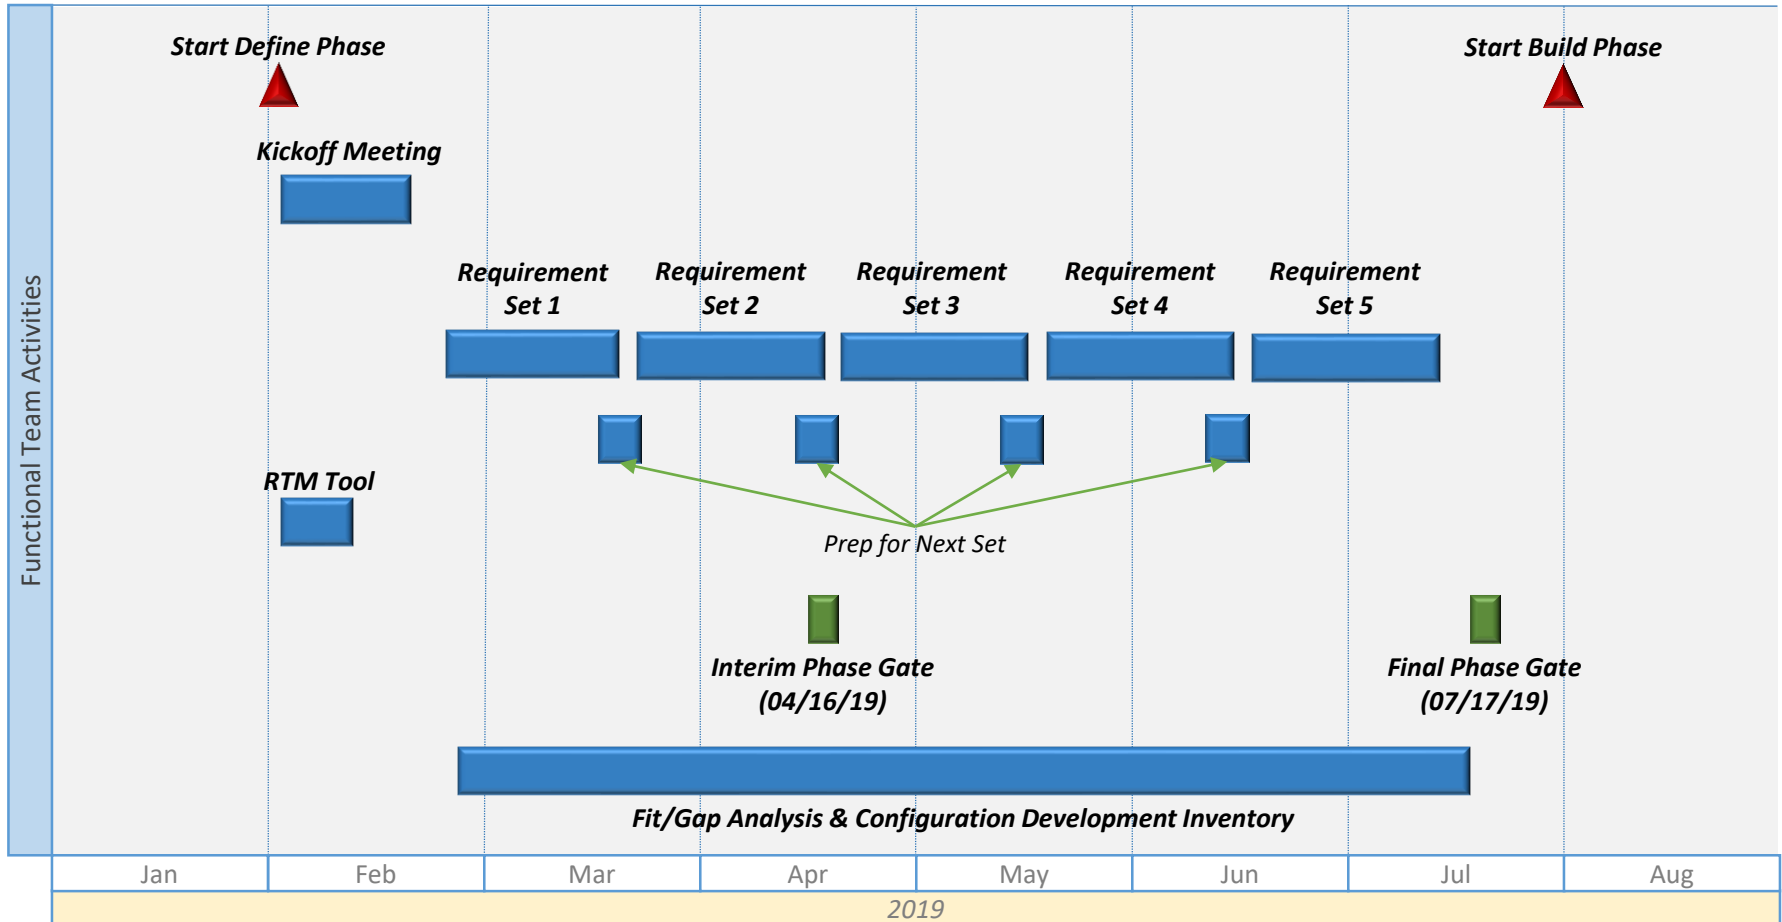 Functional Team Activities
Start Define Phase
Start Build Phase
Kickoff Meeting
Requirement
Set 1
Requirement
Set 2
Requirement
Set 3
Requirement
Set 4
Requirement
Set 5
RTM Tool
Prep for Next Set
Interim Phase Gate
(04/16/19)
Final Phase Gate
(07/17/19)
Fit/Gap Analysis & Configuration Development Inventory
Jan
Feb
Mar
Apr
May
Jun
Jul
Aug
2019